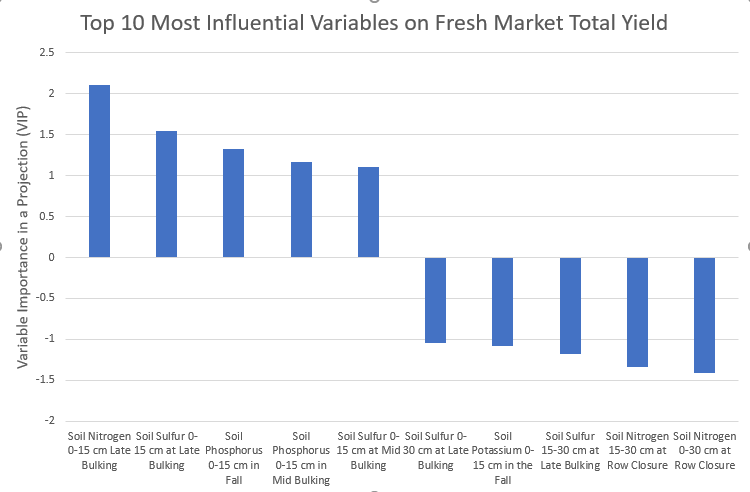 Top 10 Most Influential Variables on Fresh Market Total Yield
Variable Importance in a Projection (VIP)
2.5
2
1.5
1
0.5
0
-0.5
-1
-1.5
-2
Soil Nitrogen
0-15 cm Late
Bulking
Soil Sulfur 0-
15 cm at Late
Bulking
Soil
Phosphorus
0-15 cm in
Fall
Soil
Phosphorus
0-15 cm in
Mid Bulking
Soil Sulfur 0-
15 cm at Mid
Bulking
Soil Sulfur 0-
30 cm at Late
Bulking
Soil
Potassium 0-
15 cm in the
Fall
Soil Sulfur
15-30 cm at
Late Bulking
Soil Nitrogen
15-30 cm at
Row Closure
Soil Nitrogen
0-30 cm at
Row Closure